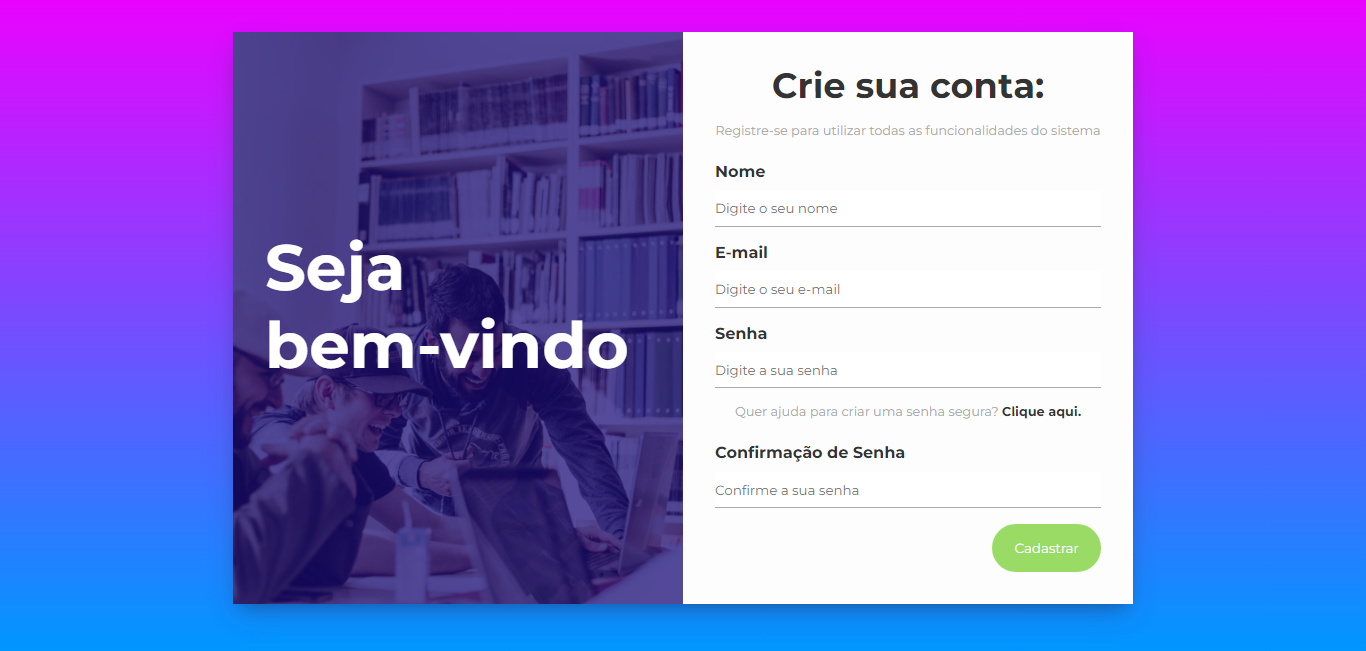 Seja
bem-vindo
Crie sua conta:
Registre-se para utilizar todas as funcionalidades do sistema
Nome
Digite o seu nome
E-mail
Digite o seu e-mail
Senha
Digite a sua senha
Quer ajuda para criar uma senha segura? Clique aqui.
Confirmação de Senha
Confirme a sua senha
Cadastrar